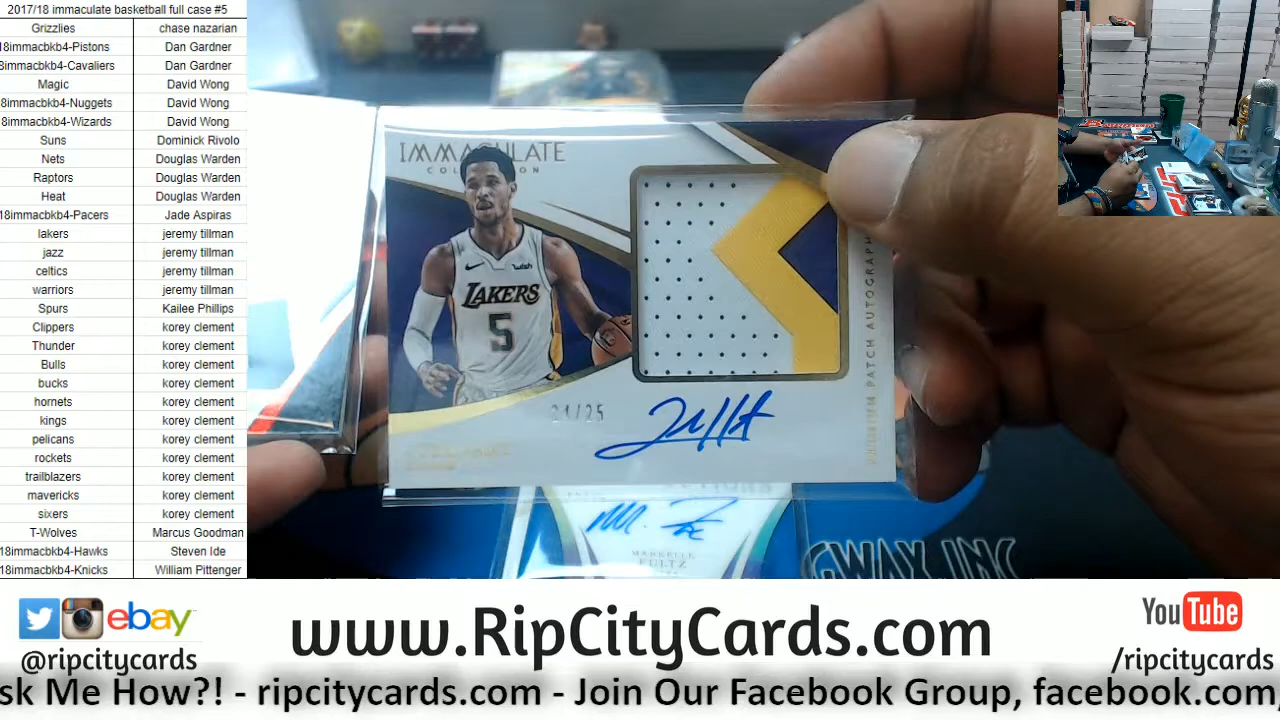 2017/18 immaculate basketball full case #5
Grizzlies chase nazarian
18immacbkb4-Pistons Dan Gardner
8immacbkb4-Cavaliers Dan Gardner
Magic David Wong
8immacbkb4-Nuggets David Wong
8immacbkb4-Wizards David Wong
Suns Dominick Rivolo
Nets Douglas Warden
Raptors Douglas Warden
Heat Douglas Warden
18immacbkb4-Pacers Jade Aspiras
lakers jeremy tillman
jazz jeremy tillman
celtics jeremy tillman
warriors jeremy tillman
Spurs Kailee Phillips
Clippers korey clement
Thunder korey clement
Bulls korey clement
bucks korey clement
hornets korey clement
kings korey clement
pelicans korey clement
rockets korey clement
trailblazers korey clement
mavericks korey clement
sixers korey clement
T-Wolves Marcus Goodman
18immacbkb4-Hawks Steven Ide
18immacbkb4-Knicks William Pittenger
IMMACULATE
COLLECTION
wish
LAKERS
5
PATCH AUTOGRAPH
MARKELLE
FULTZ
GWAX INC
ebay
@ripcitycards
www.RipCityCards.com
YouTube
/ripcitycards
sk Me How?! - ripcitycards.com - Join Our Facebook Group, facebook.com